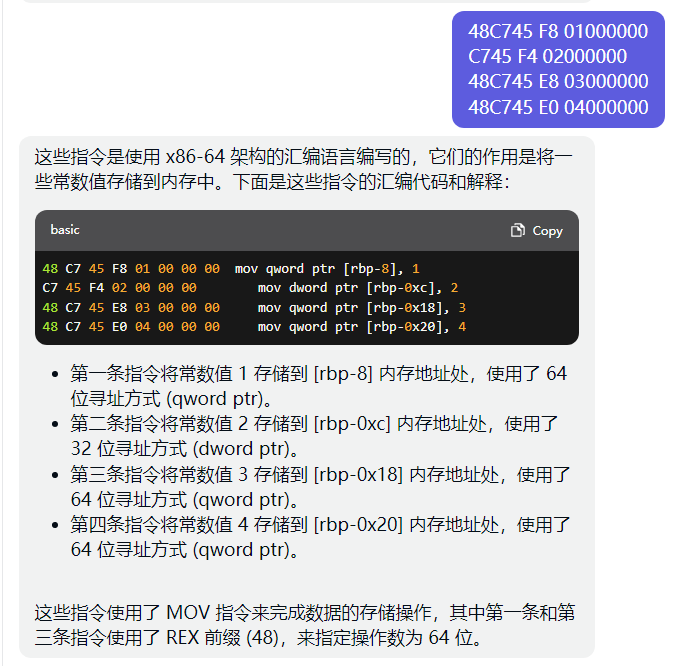 48C745 F8 01000000
C745 F4 02000000
48C745 E8 03000000
48C745 E0 04000000
这些指令是使用 x86-64 架构的汇编语言编写的，它们的作用是将一
些常数值存储到内存中。下面是这些指令的汇编代码和解释：
basic
Copy
48 C7 45 F8 01 00 00 00  mov qword ptr [rbp-8], 1
C7 45 F4 02 00 00 00        mov dword ptr [rbp-0xc], 2
48 C7 45 E8 03 00 00 00     mov qword ptr [rbp-0x18], 3
48 C7 45 E0 04 00 00 00     mov qword ptr [rbp-0x20], 4
• 第一条指令将常数值 1 存储到 [rbp-8] 内存地址处，使用了 64
位寻址方式 (qword ptr)。
• 第二条指令将常数值 2 存储到 [rbp-0xc] 内存地址处，使用了
32 位寻址方式 (dword ptr)。
• 第三条指令将常数值 3 存储到 [rbp-0x18] 内存地址处，使用了
64 位寻址方式 (qword ptr)。
• 第四条指令将常数值 4 存储到 [rbp-0x20] 内存地址处，使用了
64 位寻址方式 (qword ptr)。
这些指令使用了 MOV 指令来完成数据的存储操作，其中第一条和第
三条指令使用了 REX 前缀 (48)，来指定操作数为 64 位。